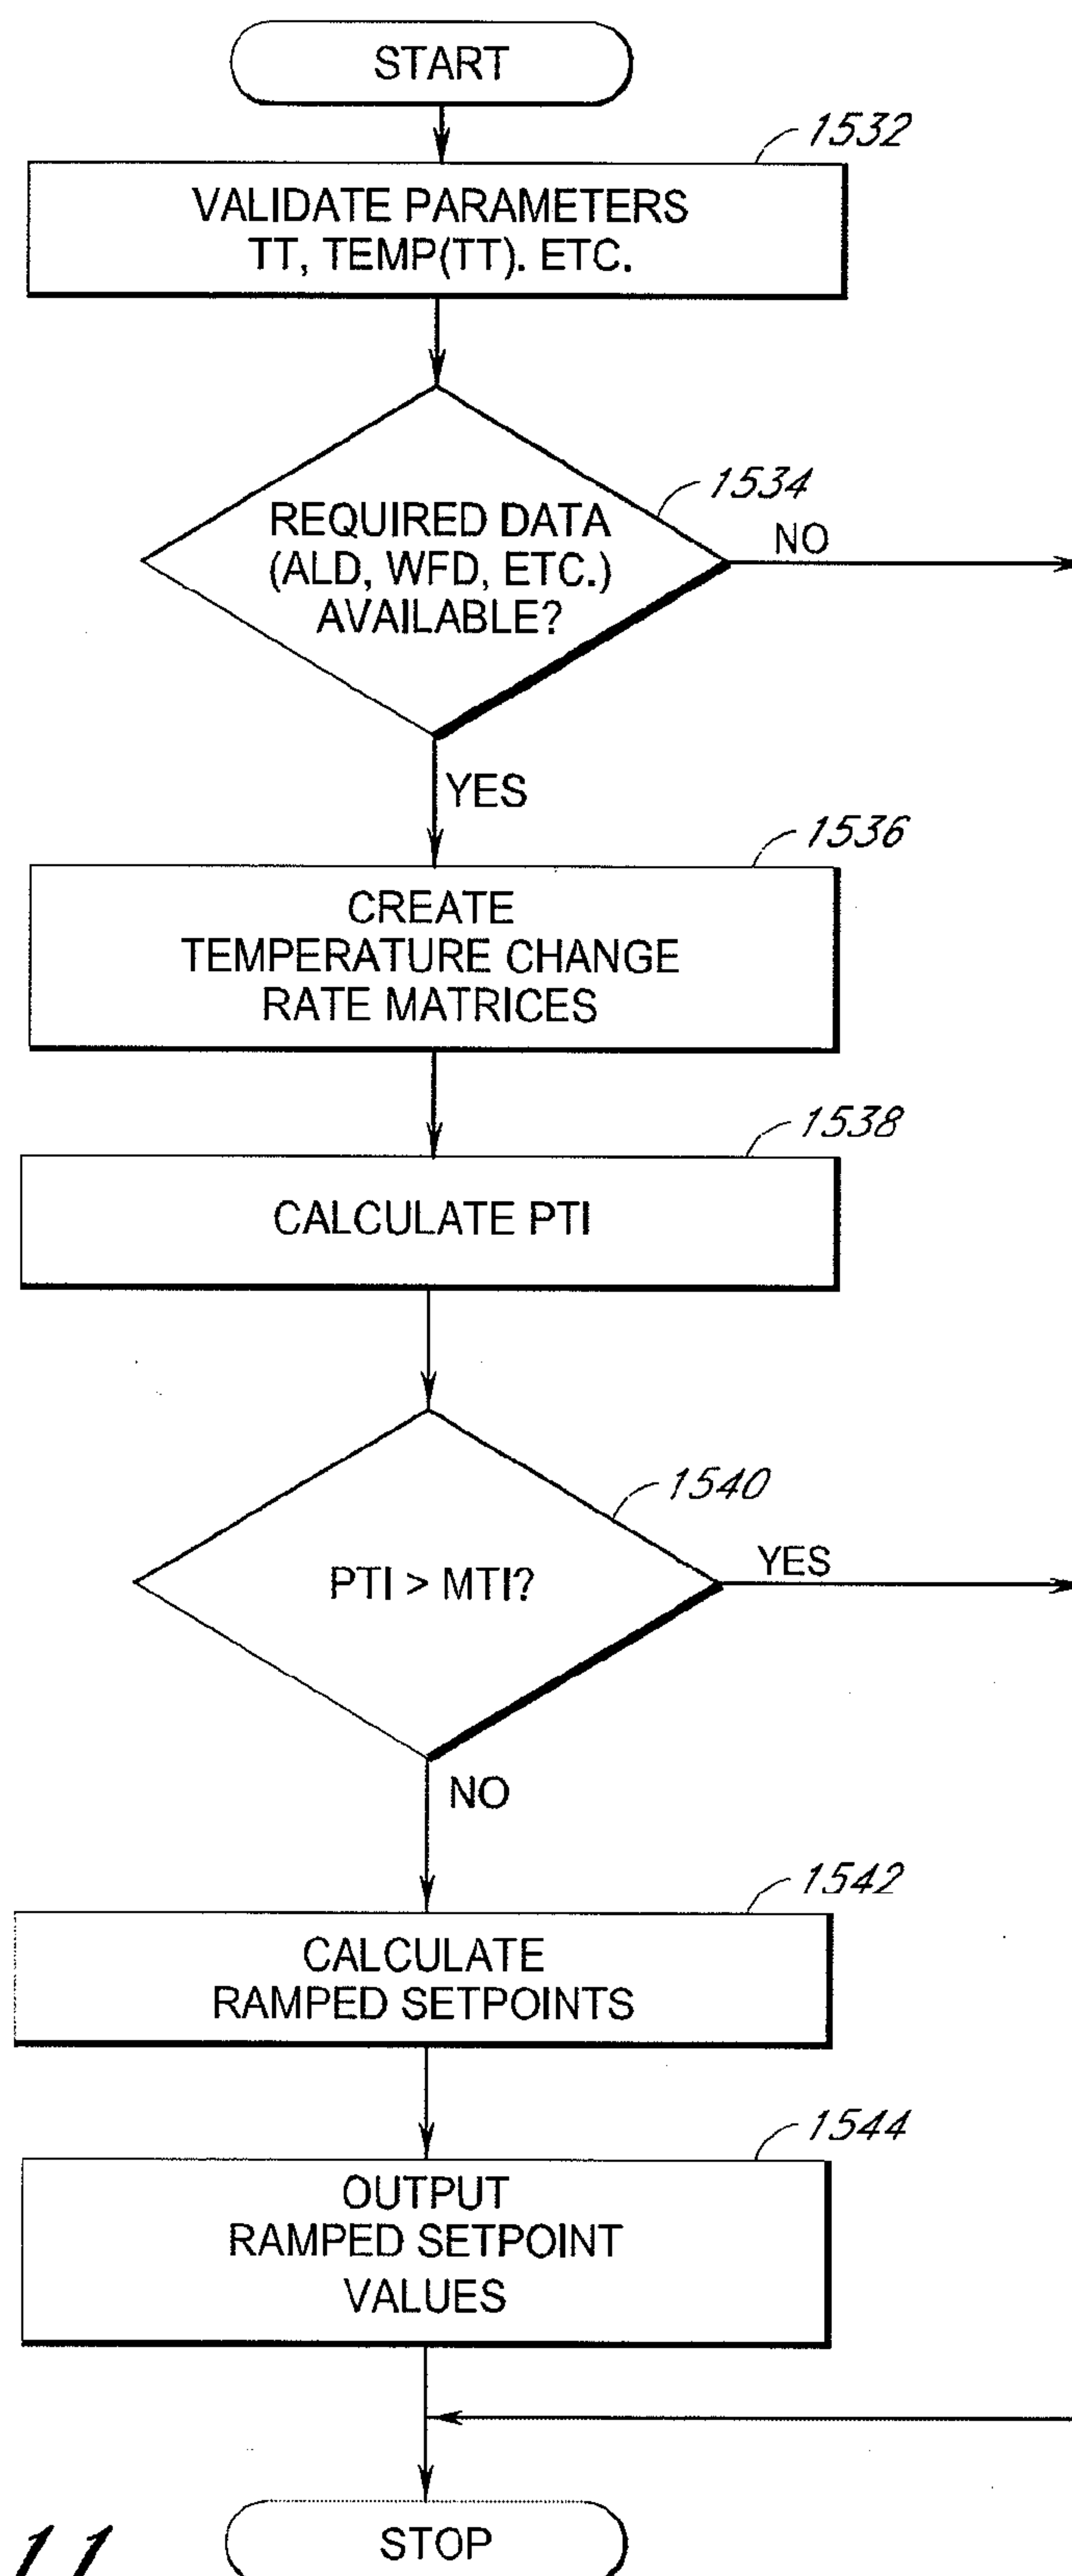 START
1532
VALIDATE PARAMETERS
TT, TEMP(TT). ETC.
1534
REQUIRED DATA
(ALD, WFD, ETC.)
AVAILABLE?
NO
YES
1536
CREATE
TEMPERATURE CHANGE
RATE MATRICES
1538
CALCULATE PTI
1540
PTI > MTI?
YES
NO
1542
CALCULATE
RAMPED SETPOINTS
1544
OUTPUT
RAMPED SETPOINT
VALUES
STOP
11